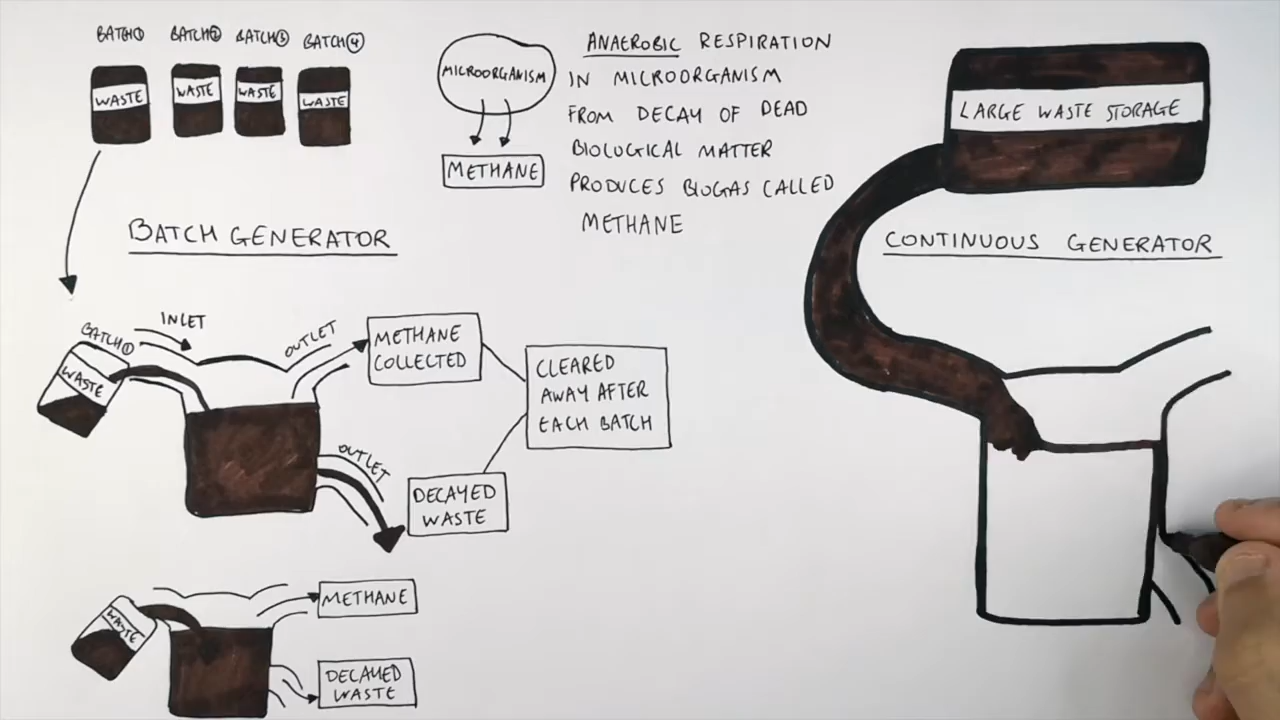 BATCH①
BATCH②
BATCH③
BATCH④
WASTE
WASTE
WASTE
WASTE
MICROORGANISM
METHANE
ANAEROBIC RESPIRATION
IN MICROORGANISM
FROM DECAY OF DEAD
BIOLOGICAL MATTER
PRODUCES BIOGAS CALLED
METHANE
LARGE WASTE STORAGE
BATCH GENERATOR
CONTINUOUS GENERATOR
BATCH①
WASTE
INLET
OUTLET
METHANE
COLLECTED
CLEARED
AWAY AFTER
EACH BATCH
OUTLET
DECAYED
WASTE
WASTE
METHANE
DECAYED
WASTE